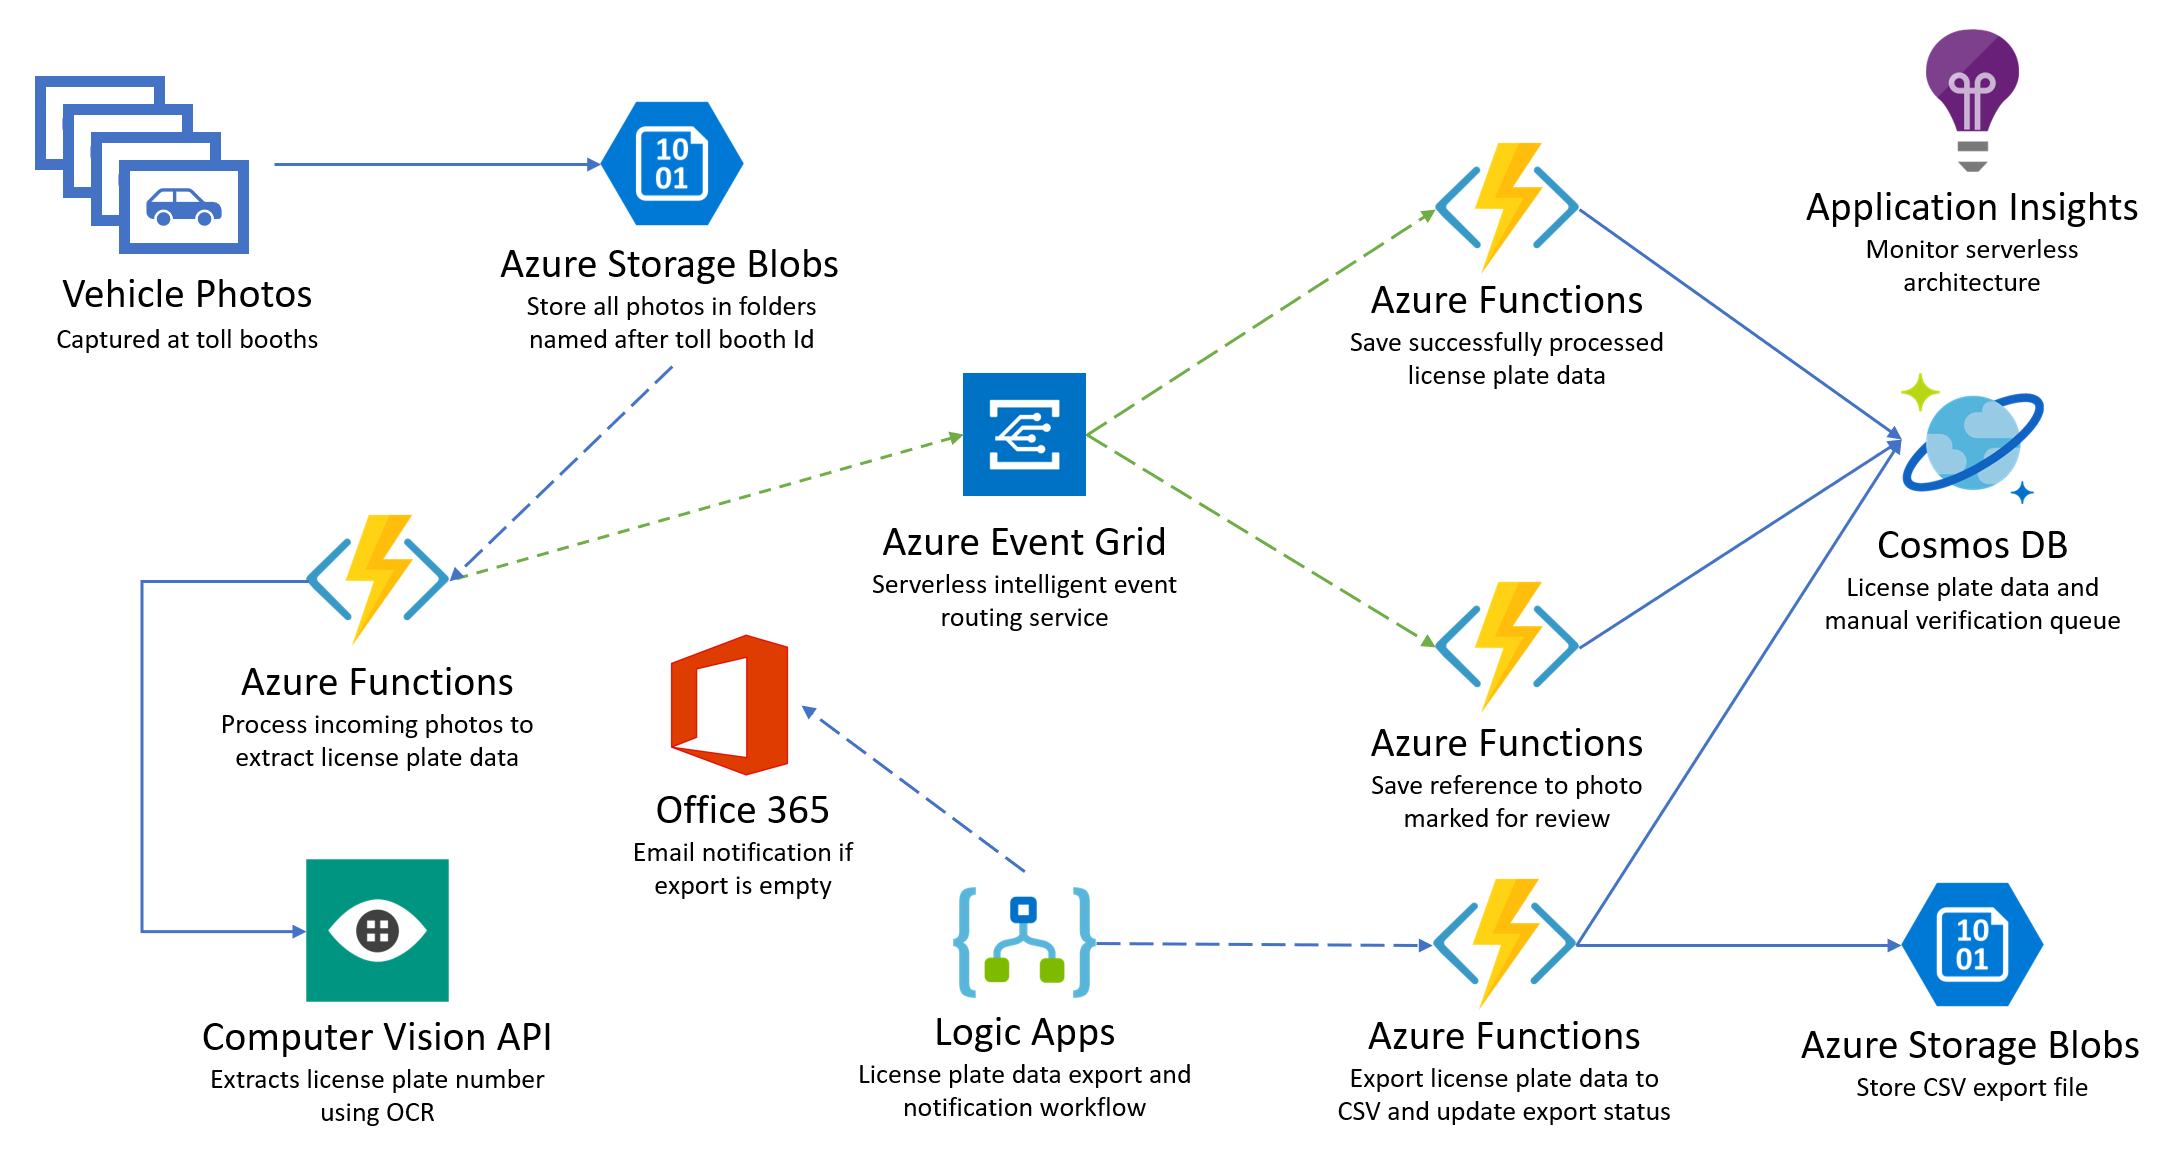 Vehicle Photos
Captured at toll booths
10
01
Azure Storage Blobs
Store all photos in folders
named after toll booth Id
Azure Functions
Process incoming photos to
extract license plate data
Computer Vision API
Extracts license plate number
using OCR
Azure Event Grid
Serverless intelligent event
routing service
Office 365
Email notification if
export is empty
Logic Apps
License plate data export and
notification workflow
Azure Functions
Save successfully processed
license plate data
Azure Functions
Save reference to photo
marked for review
Azure Functions
Export license plate data to
CSV and update export status
Application Insights
Monitor serverless
architecture
Cosmos DB
License plate data and
manual verification queue
10
01
Azure Storage Blobs
Store CSV export file